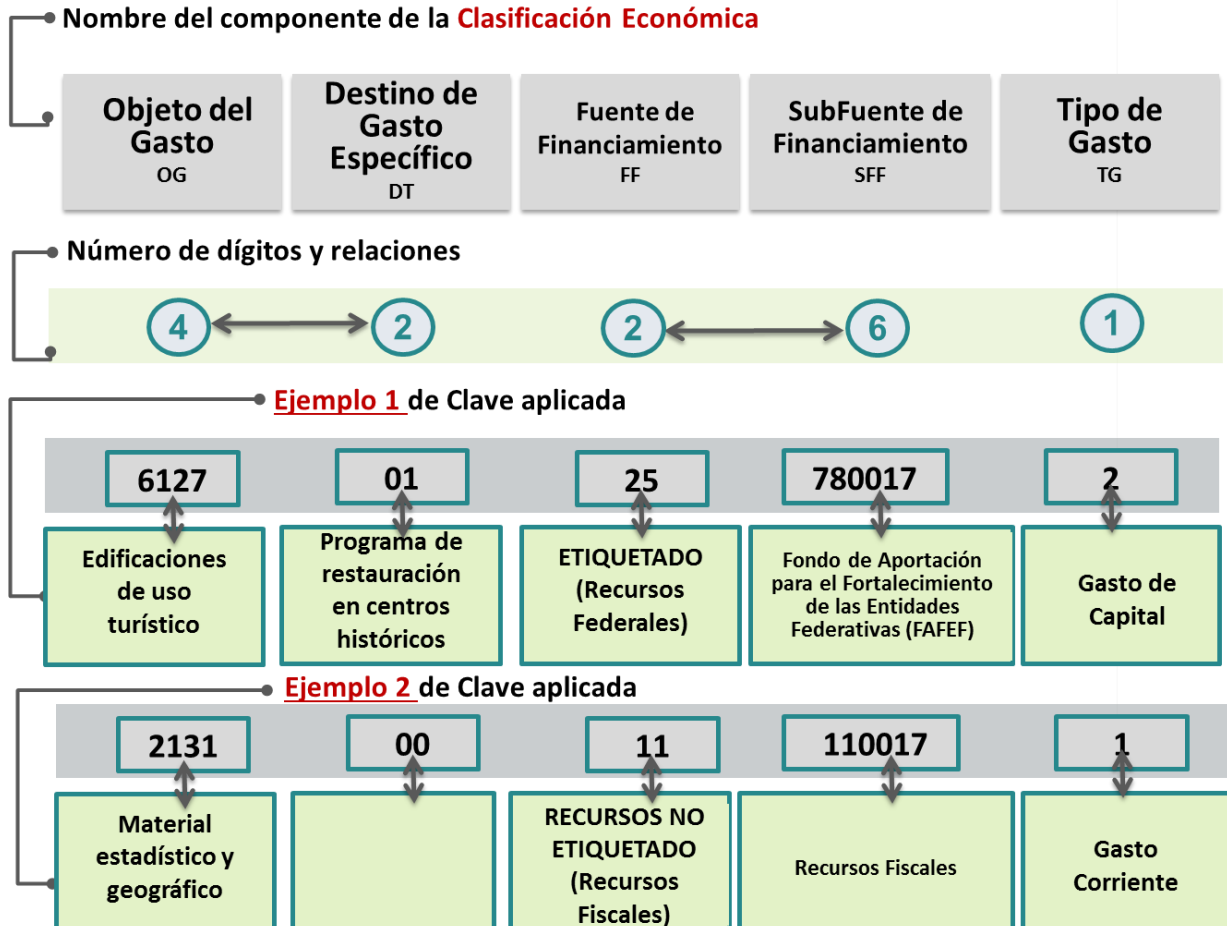 Nombre del componente de la Clasificación Económica
Objeto del
Gasto
OG
Destino de
Gasto
Específico
DT
Fuente de
Financiamiento
FF
SubFuente de
Financiamiento
SFF
Tipo de
Gasto
TG
Número de dígitos y relaciones
4
2
2
6
1
Ejemplo 1 de Clave aplicada
6127
01
25
780017
2
Edificaciones
de uso
turístico
Programa de
restauración
en centros
históricos
ETIQUETADO
(Recursos
Federales)
Fondo de Aportación
para el Fortalecimiento
de las Entidades
Federativas (FAFEF)
Gasto de
Capital
Ejemplo 2 de Clave aplicada
2131
00
11
110017
1
Material
estadístico y
geográfico
RECURSOS NO
ETIQUETADO
(Recursos
Fiscales)
Recursos Fiscales
Gasto
Corriente